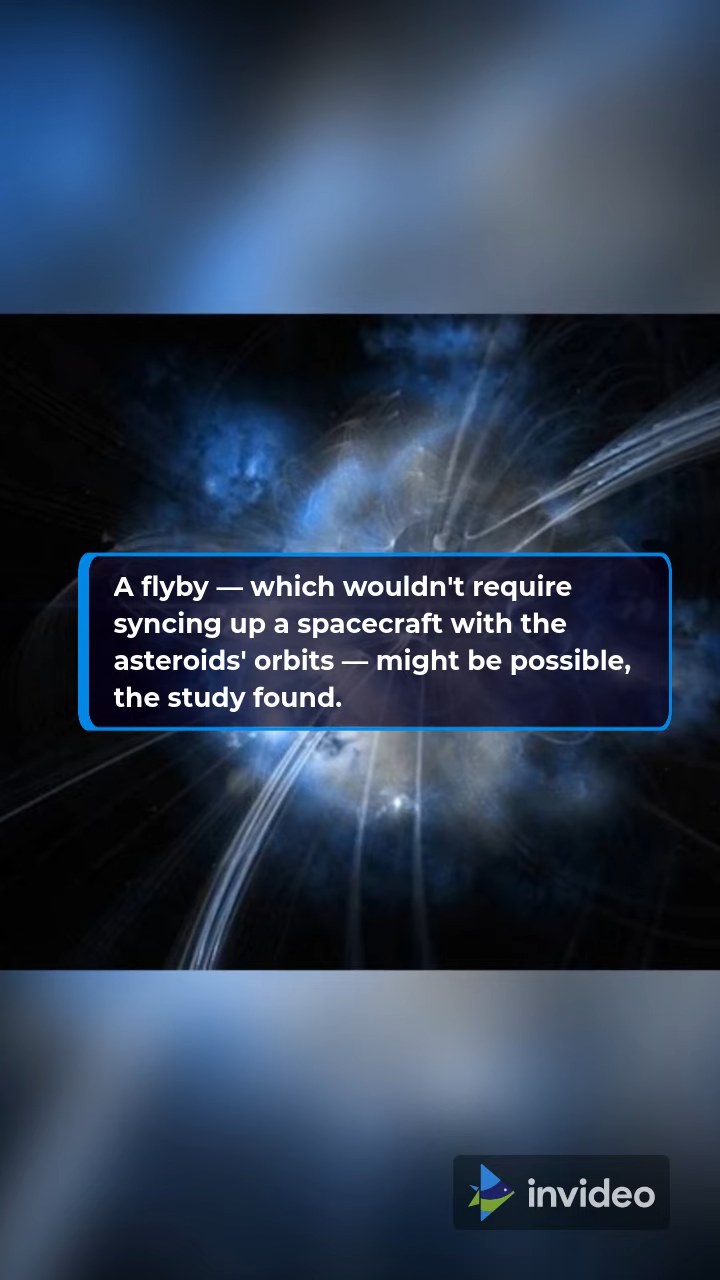 A flyby — which wouldn't require
syncing up a spacecraft with the
asteroids' orbits — might be possible,
the study found.
invideo